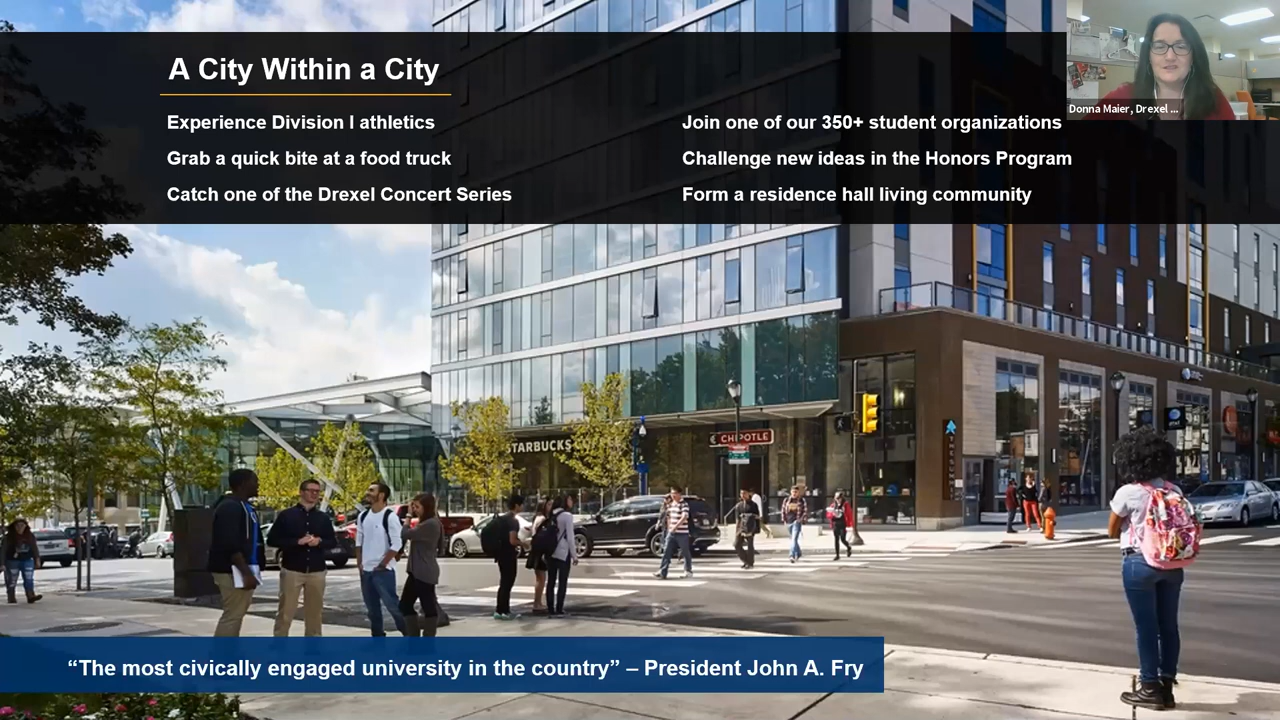 A City Within a City
Experience Division I athletics
Grab a quick bite at a food truck
Catch one of the Drexel Concert Series
Join one of our 350+ student organizations
Challenge new ideas in the Honors Program
Form a residence hall living community
Donna Maier, Drexel ...
STARBUCKS
CHIPOTLE
“The most civically engaged university in the country” – President John A. Fry